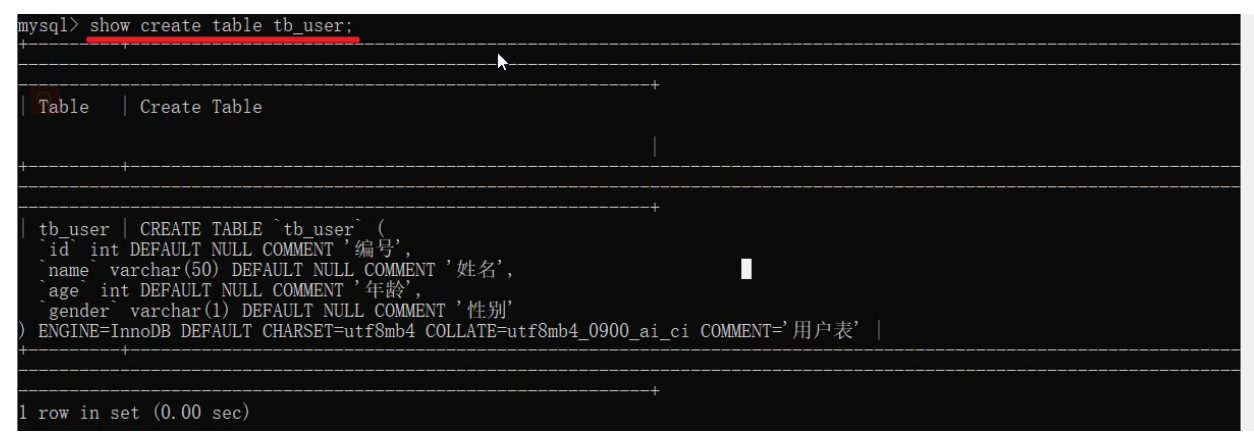 mysql> show create table tb_user;
| Table | Create Table
|
| tb_user | CREATE TABLE `tb_user` (
`id` int DEFAULT NULL COMMENT '编号',
`name` varchar(50) DEFAULT NULL COMMENT '姓名',
`age` int DEFAULT NULL COMMENT '年龄',
`gender` varchar(1) DEFAULT NULL COMMENT '性别'
) ENGINE=InnoDB DEFAULT CHARSET=utf8mb4 COLLATE=utf8mb4_0900_ai_ci COMMENT='用户表' |
1 row in set (0.00 sec)